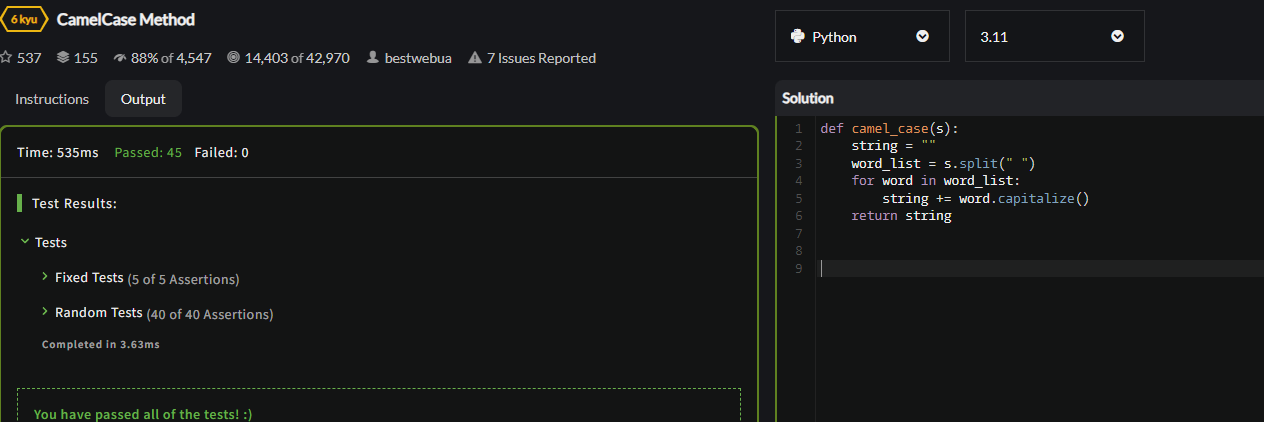 6 kyu CamelCase Method
537 155 88% of 4,547 14,403 of 42,970 bestwebua 7 Issues Reported
Instructions Output
Time: 535ms Passed: 45 Failed: 0
Test Results:
Tests
Fixed Tests (5 of 5 Assertions)
Random Tests (40 of 40 Assertions)
Completed in 3.63ms
You have passed all of the tests! :)
Python 3.11
Solution
1 def camel_case(s):
2     string = ""
3     word_list = s.split(" ")
4     for word in word_list:
5         string += word.capitalize()
6     return string
7
8
9